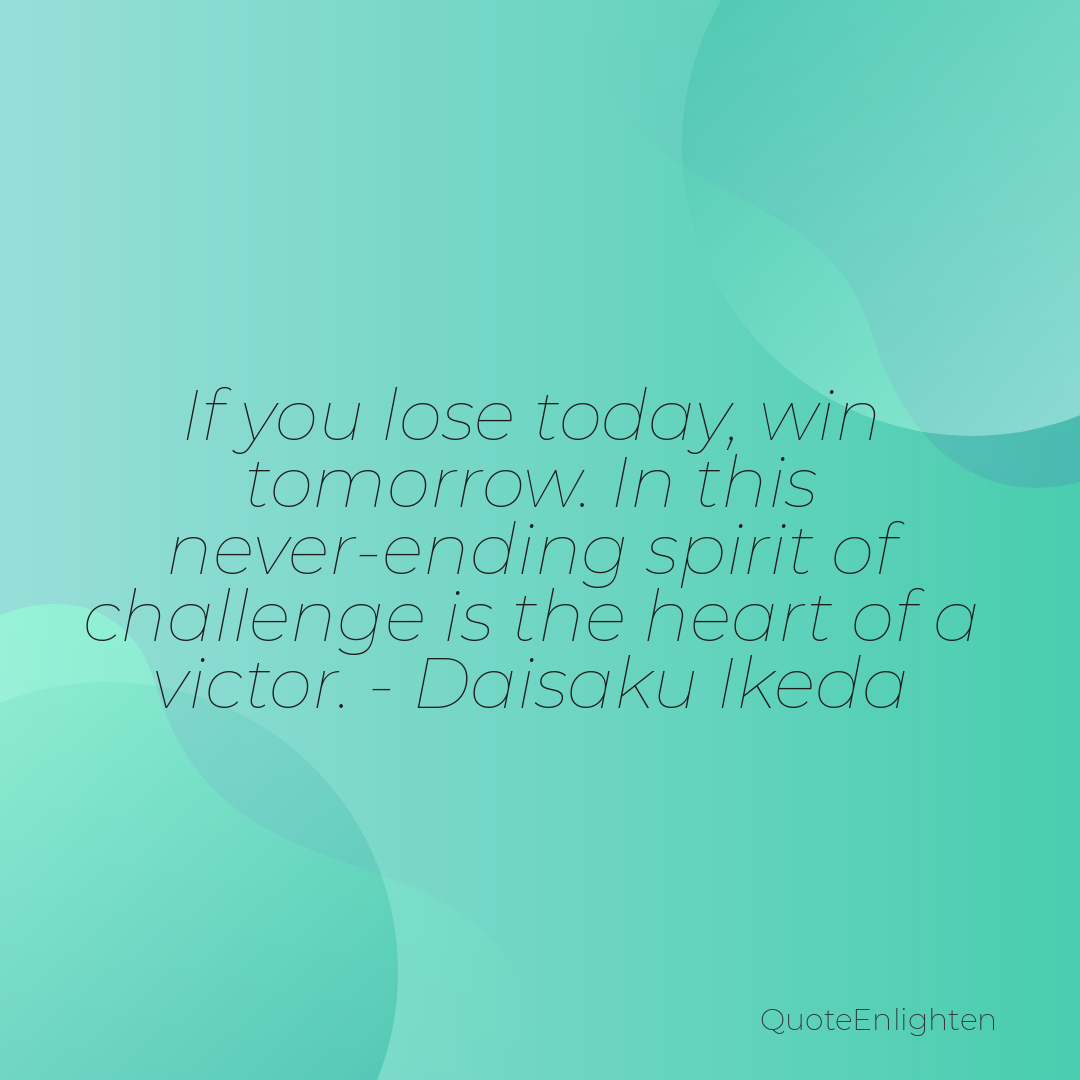 If you lose today, win
tomorrow. In this
never-ending spirit of
challenge is the heart of a
victor. - Daisaku Ikeda
QuoteEnlighten